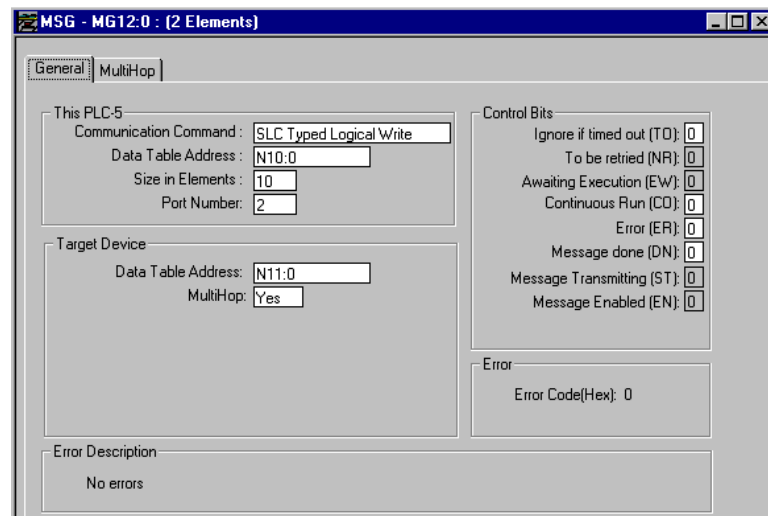 MSG - MG12:0 : (2 Elements)
General MultiHop
This PLC-5
Communication Command : SLC Typed Logical Write
Data Table Address : N10:0
Size in Elements : 10
Port Number: 2
Target Device
Data Table Address: N11:0
MultiHop: Yes
Control Bits
Ignore if timed out (TO): 0
To be retried (NR): 0
Awaiting Execution (EW): 0
Continuous Run (CO): 0
Error (ER): 0
Message done (DN): 0
Message Transmitting (ST): 0
Message Enabled (EN): 0
Error
Error Code(Hex): 0
Error Description
No errors